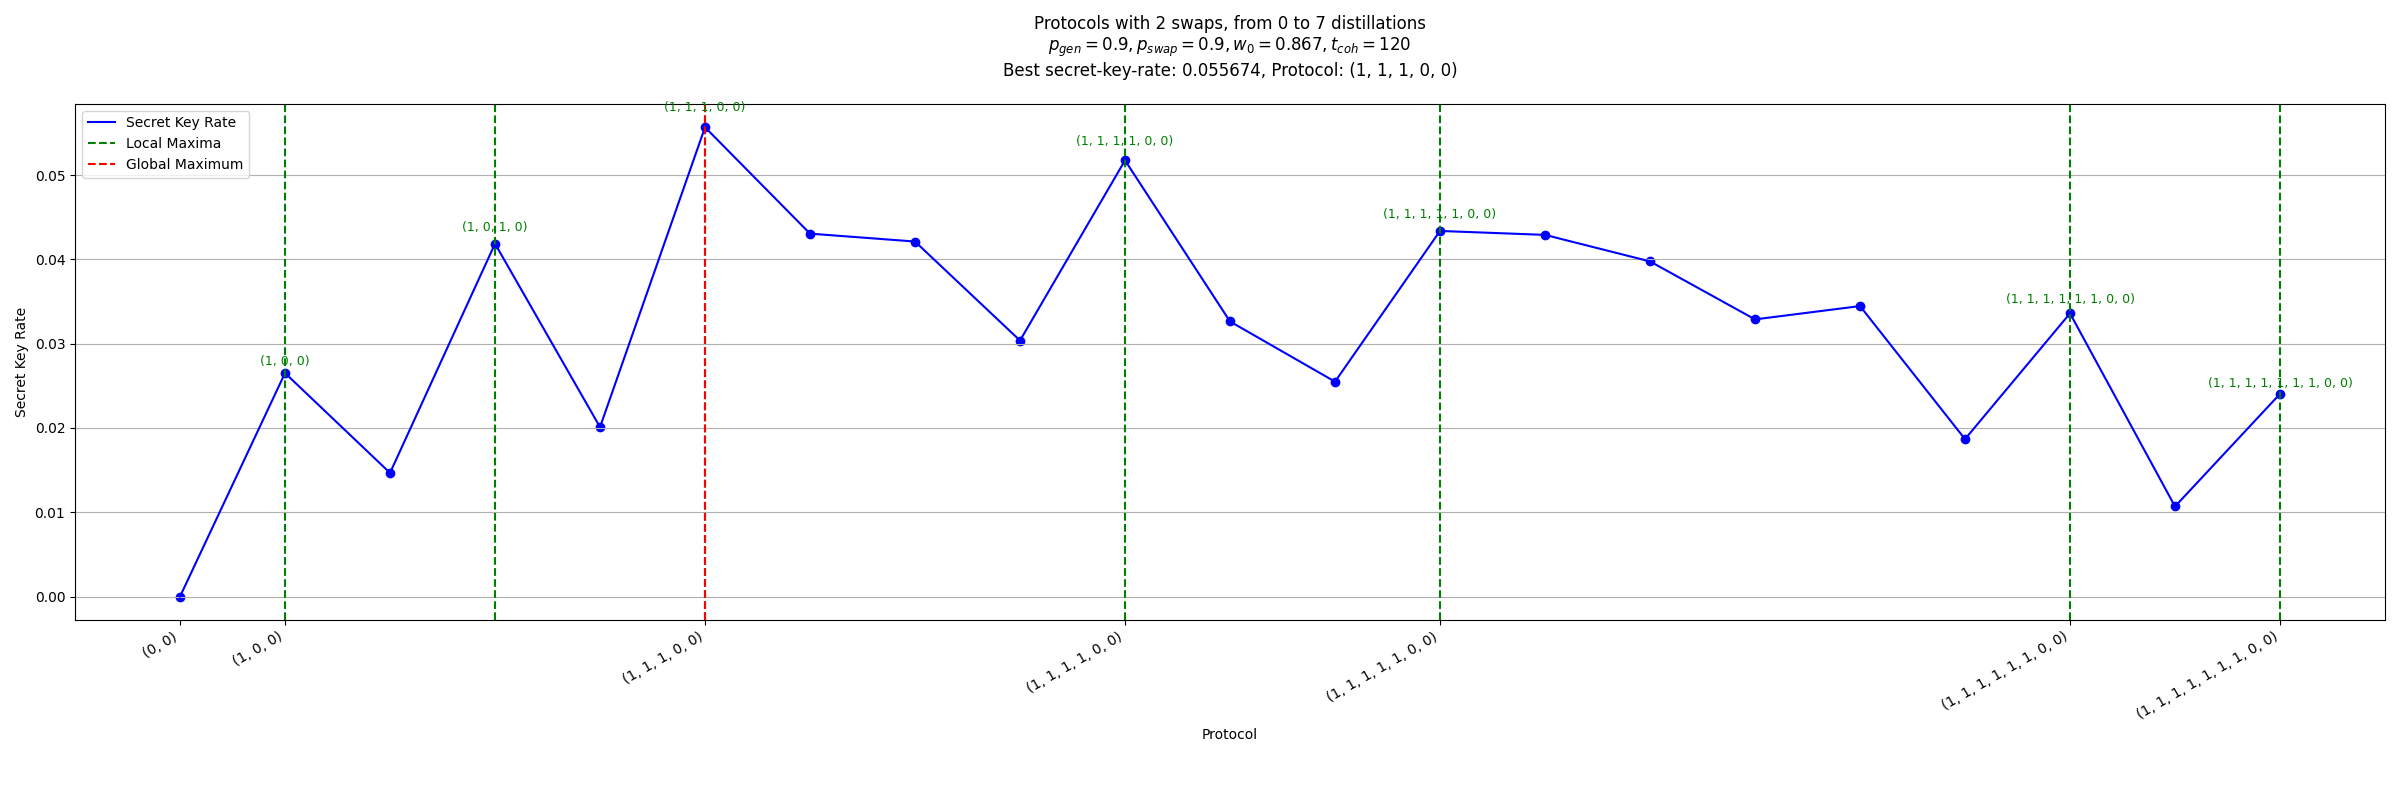 Protocols with 2 swaps, from 0 to 7 distillations
p_gen = 0.9, p_swap = 0.9, w_0 = 0.867, t_coh = 120
Best secret-key-rate: 0.055674, Protocol: (1, 1, 1, 0, 0)
Secret Key Rate
Local Maxima
Global Maximum
(1, 0, 0)
(1, 0, 1, 0)
(1, 1, 1, 0, 0)
(1, 1, 1, 1, 0, 0)
(1, 1, 1, 1, 1, 0, 0)
(1, 1, 1, 1, 1, 1, 0, 0)
(1, 1, 1, 1, 1, 1, 1, 0, 0)
Secret Key Rate
0.05
0.04
0.03
0.02
0.01
0.00
(0, 0)
(1, 0, 0)
(1, 1, 1, 0, 0)
(1, 1, 1, 1, 0, 0)
(1, 1, 1, 1, 1, 0, 0)
(1, 1, 1, 1, 1, 1, 0, 0)
(1, 1, 1, 1, 1, 1, 1, 0, 0)
Protocol